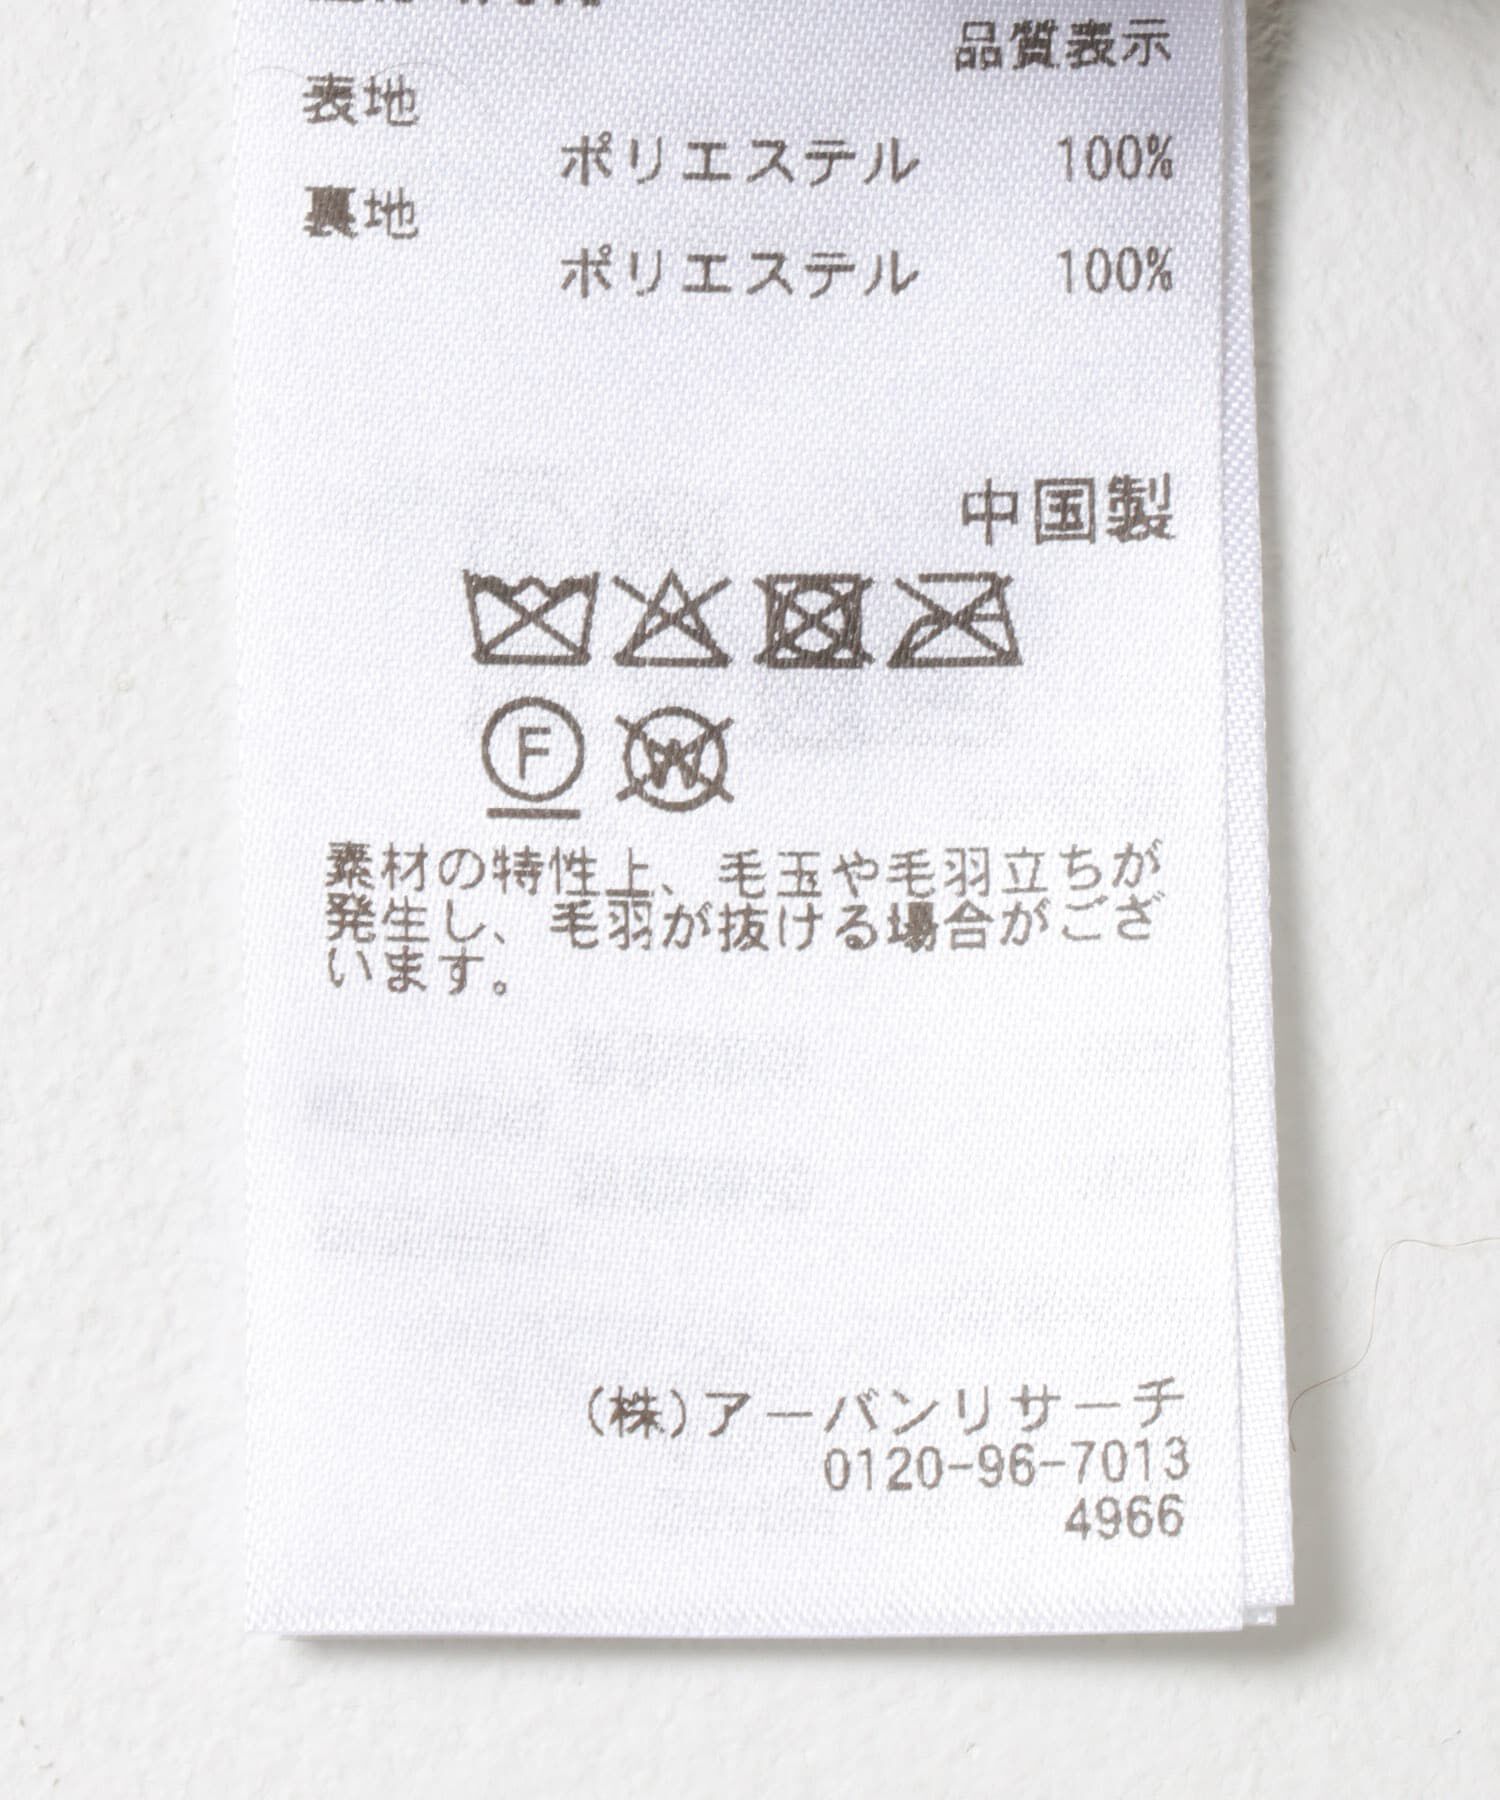 品質表示
表地
ポリエステル 100%
裏地
ポリエステル 100%
中国製
F W
素材の特性上、毛玉や毛羽立ちが
発生し、毛羽が抜ける場合がござ
います。
(株)アーバンリサーチ
0120-96-7013
4966